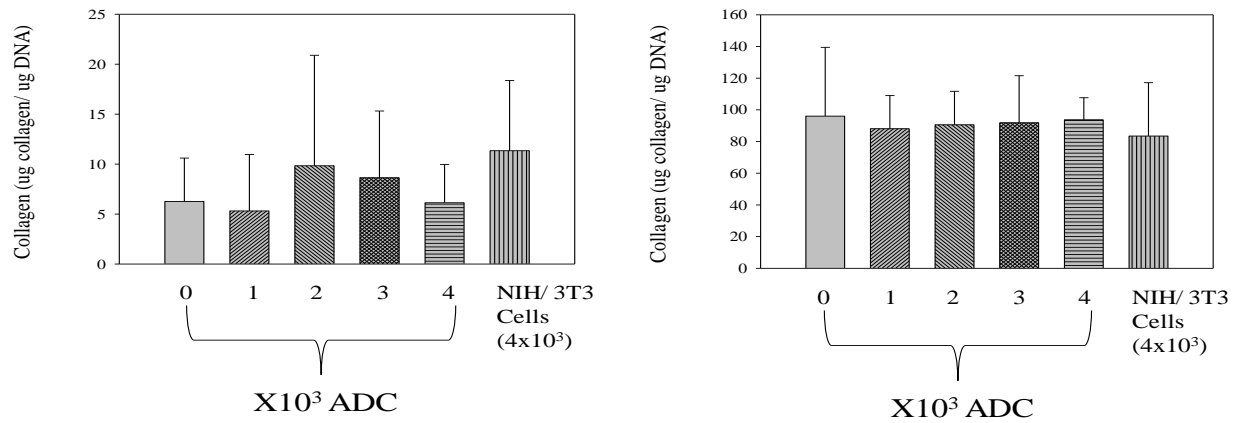 Collagen (ug collagen/ ug DNA)
25
20
15
10
5
0
0 1 2 3 4 NIH/ 3T3
Cells
(4x10³)
X10³ ADC
Collagen (ug collagen/ ug DNA)
160
140
120
100
80
60
40
20
0
0 1 2 3 4 NIH/ 3T3
Cells
(4x10³)
X10³ ADC